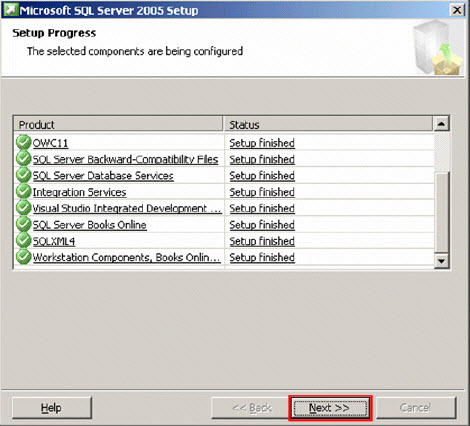 Microsoft SQL Server 2005 Setup
Setup Progress
The selected components are being configured
Product Status
OWC11 Setup finished
SQL Server Backward-Compatibility Files Setup finished
SQL Server Database Services Setup finished
Integration Services Setup finished
Visual Studio Integrated Development ... Setup finished
SQL Server Books Online Setup finished
SQLXML4 Setup finished
Workstation Components, Books Onlin... Setup finished
Help << Back Next >> Cancel